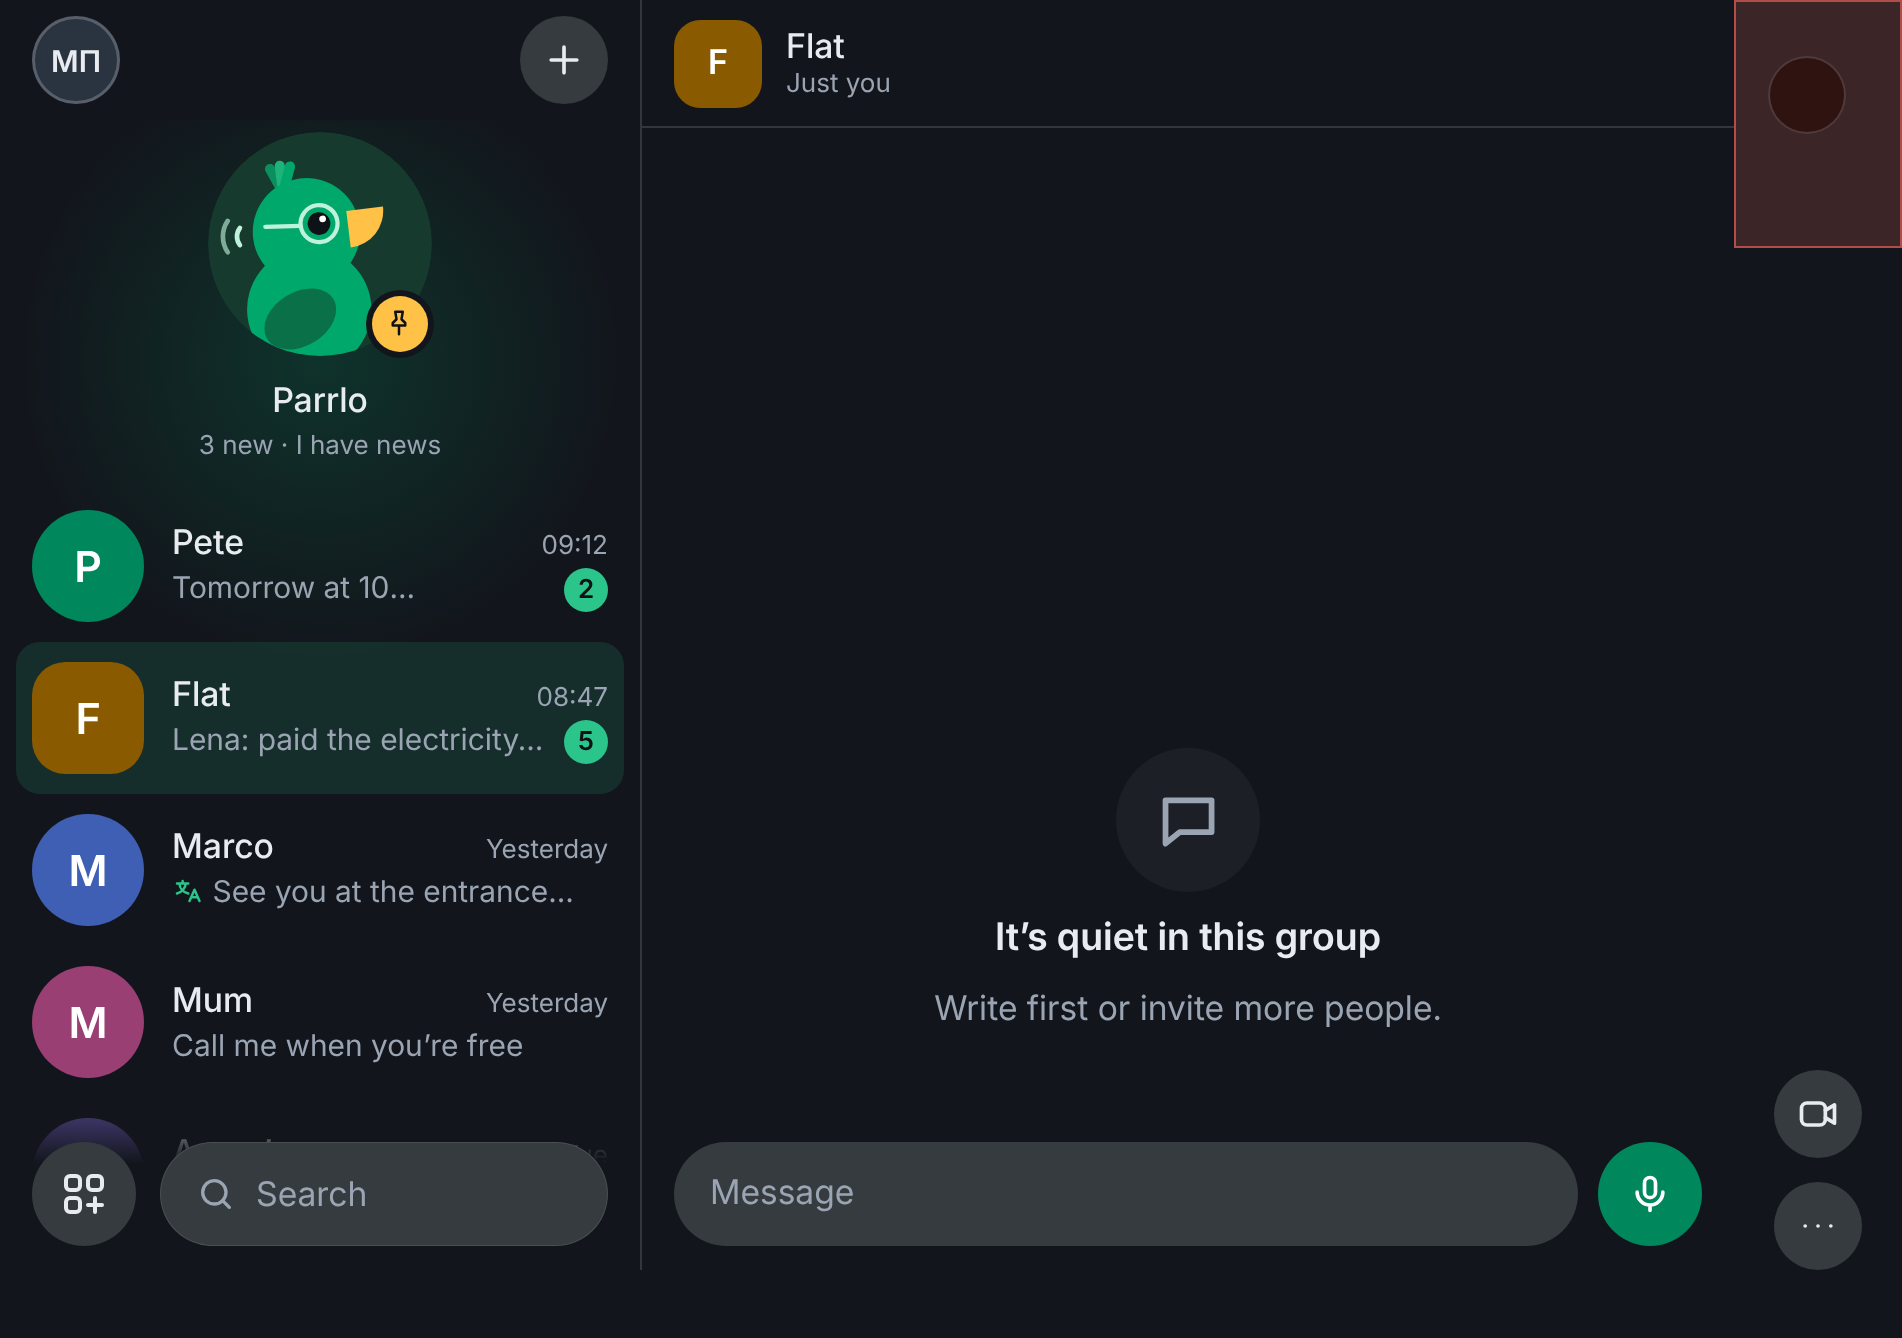 МП
F
Flat
Just you
Parrlo
3 new · I have news
P
Pete
09:12
Tomorrow at 10...
2
F
Flat
08:47
Lena: paid the electricity...
5
M
Marco
Yesterday
See you at the entrance...
M
Mum
Yesterday
Call me when you’re free
It’s quiet in this group
Write first or invite more people.
Search
Message